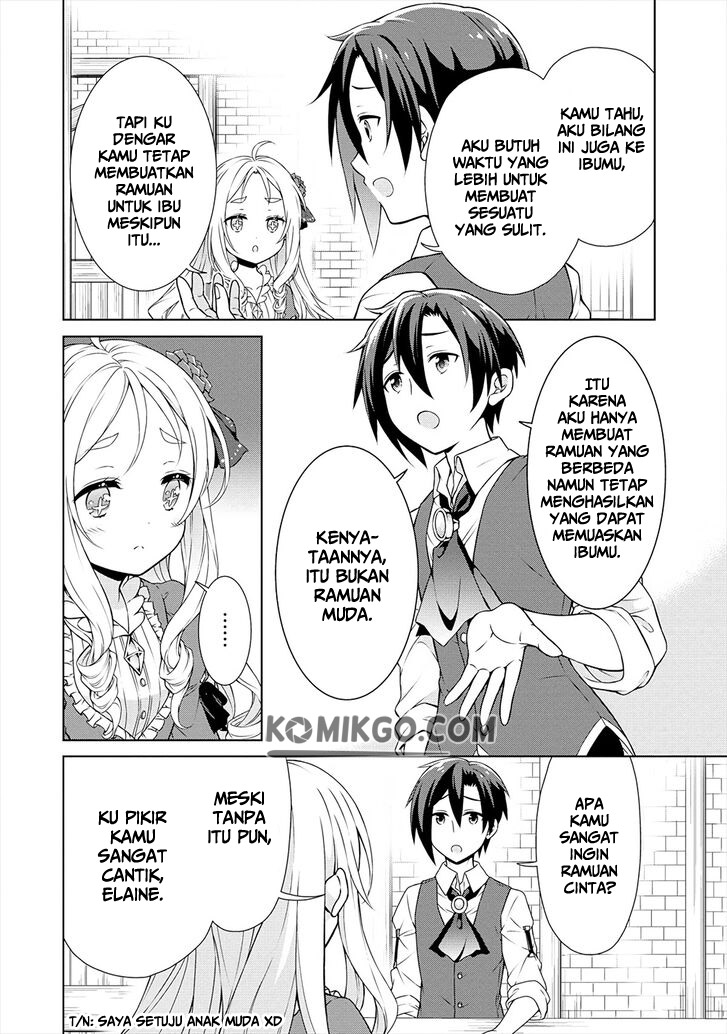 KAMU TAHU,
AKU BILANG
INI JUGA KE
IBUMU,
AKU BUTUH
WAKTU YANG
LEBIH UNTUK
MEMBUAT
SESUATU
YANG SULIT.
TAPI KU
DENGAR
KAMU TETAP
MEMBUATKAN
RAMUAN
UNTUK IBU
MESKIPUN
ITU...
ITU
KARENA
AKU HANYA
MEMBUAT
RAMUAN YANG
BERBEDA
NAMUN TETAP
MENGHASILKAN
YANG DAPAT
MEMUASKAN
IBUMU.
KENYA-
TAANNYA,
ITU BUKAN
RAMUAN
MUDA.
......
KOMIKGO.COM
APA
KAMU
SANGAT
INGIN
RAMUAN
CINTA?
MESKI
TANPA
ITU PUN,
KU PIKIR
KAMU
SANGAT
CANTIK,
ELAINE.
T/N: SAYA SETUJU ANAK MUDA XD